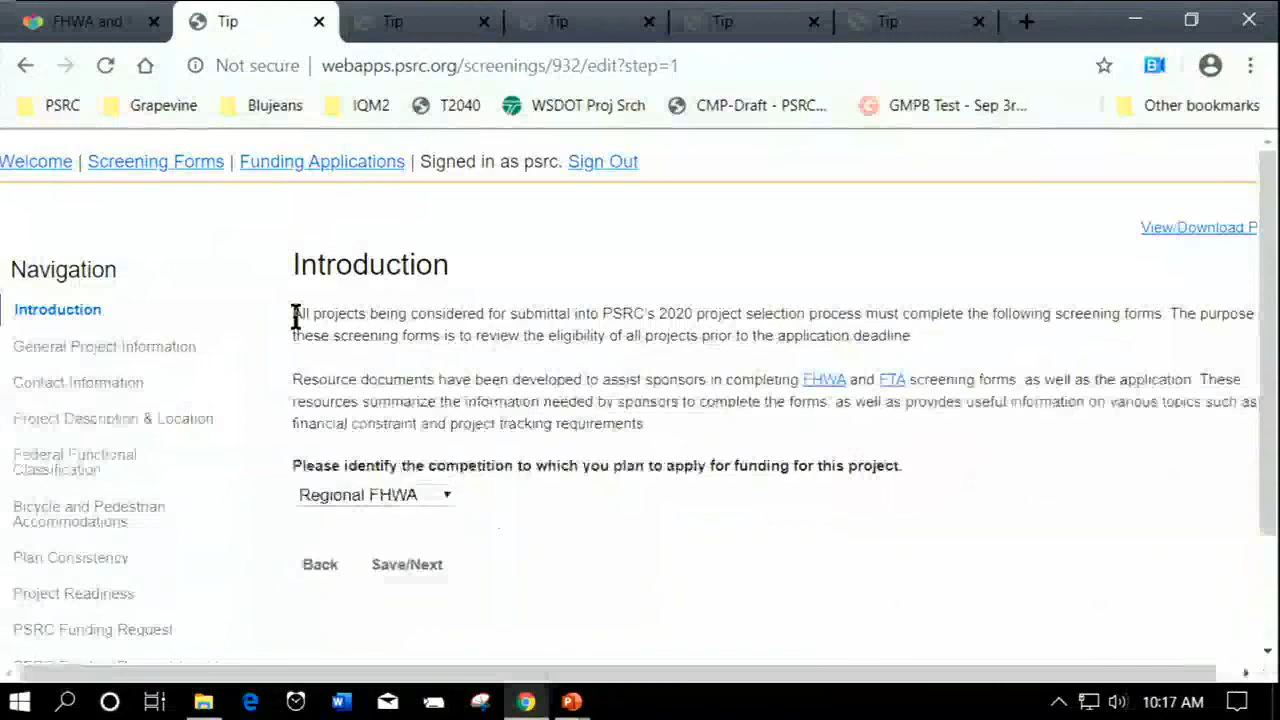 FHWA and
Tip
Tip
Tip
Tip
Tip
Not secure | webapps.psrc.org/screenings/932/edit?step=1
PSRC
Grapevine
Blujeans
IQM2
T2040
WSDOT Proj Srch
CMP-Draft - PSRC...
GMPB Test - Sep 3r...
Other bookmarks
Welcome | Screening Forms | Funding Applications | Signed in as psrc. Sign Out
View/Download P
Navigation
Introduction
General Project Information
Contact Information
Project Description & Location
Federal Functional
Classification
Bicycle and Pedestrian
Accommodations
Plan Consistency
Project Readiness
PSRC Funding Request
Introduction
All projects being considered for submittal into PSRC's 2020 project selection process must complete the following screening forms. The purpose
these screening forms is to review the eligibility of all projects prior to the application deadline
Resource documents have been developed to assist sponsors in completing FHWA and FTA screening forms as well as the application. These
resources summarize the information needed by sponsors to complete the forms, as well as provides useful information on various topics such as
financial constraint and project tracking requirements
Please identify the competition to which you plan to apply for funding for this project.
Regional FHWA
Back Save/Next
10:17 AM